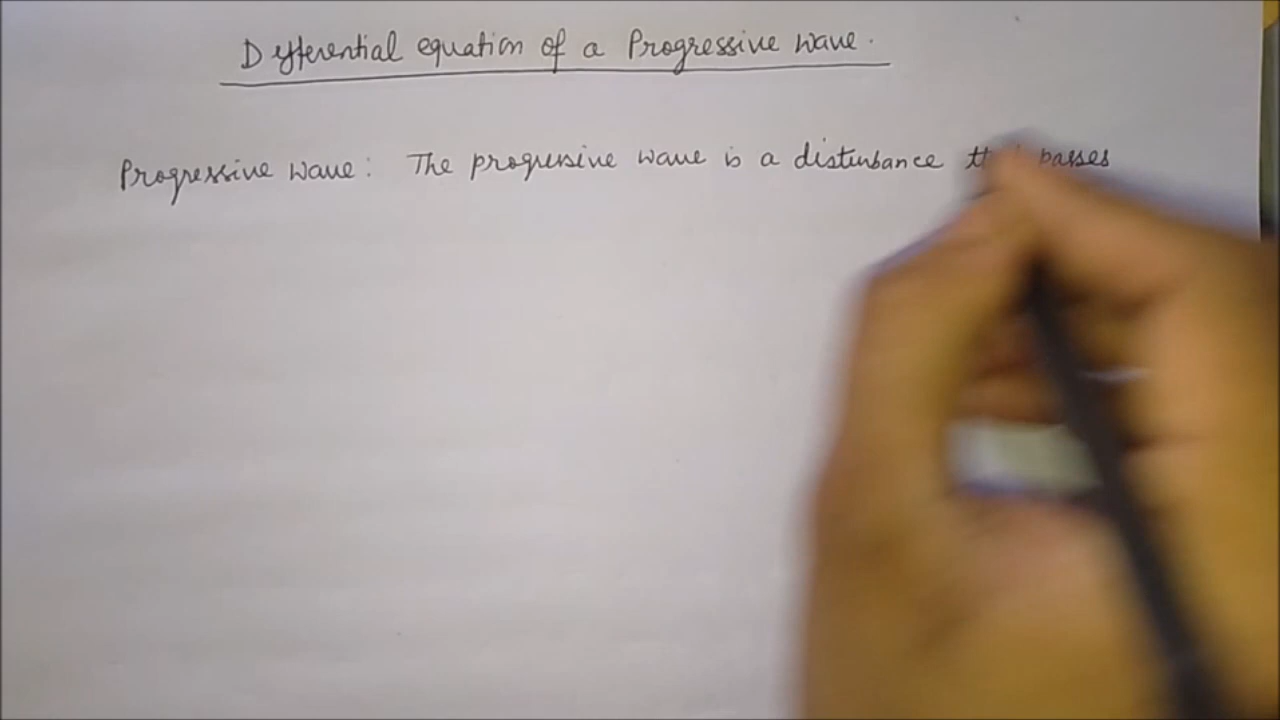 Differential equation of a Progressive wave.
Progressive wave: The progressive wave is a disturbance passes